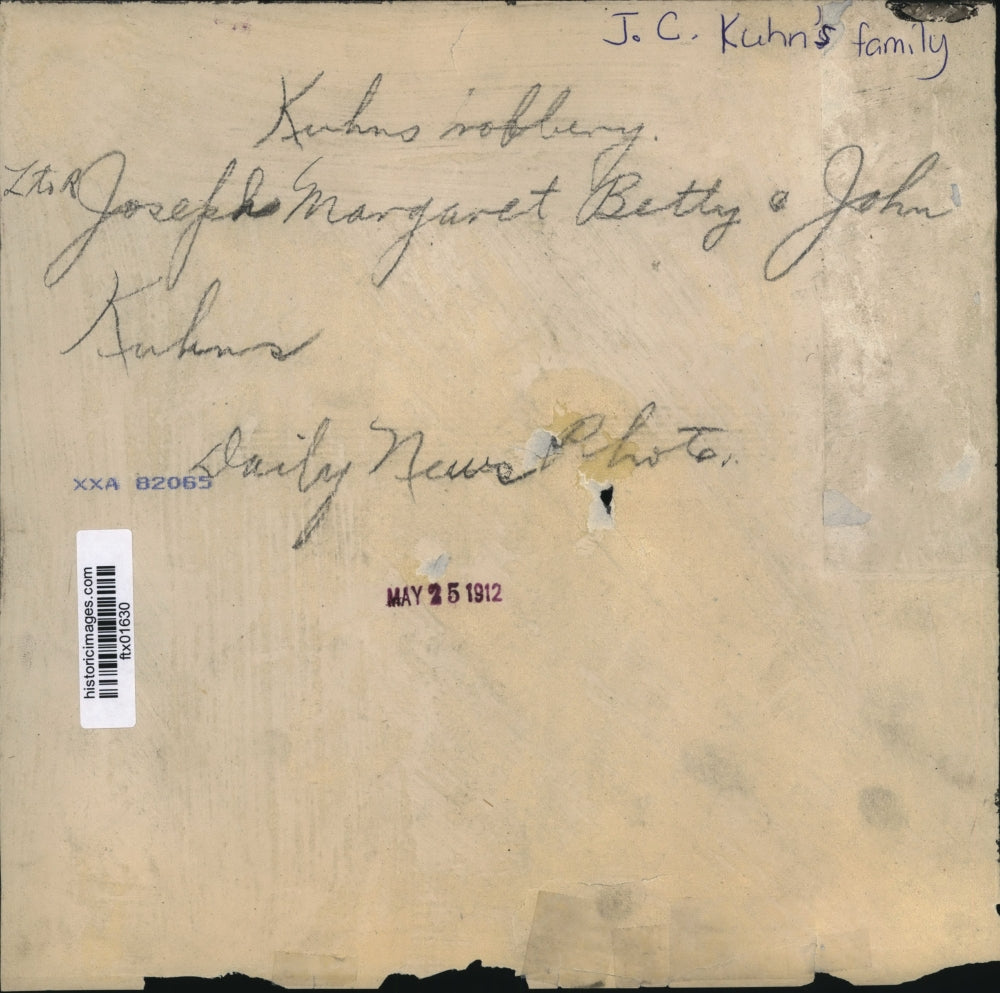 J. C. Kuhn's family
Kuhns robbery.
L to R Joseph Margaret Betty & John
Kuhns
Daily News Photo.
XXA 82065
MAY 25 1912
historicimages.com
ftx01630